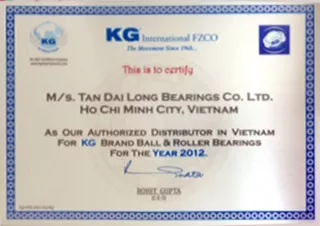 KG
KG International FZCO
The Movement Since 1968...
This is to certify
M/s. TAN DAI LONG BEARINGS CO. LTD.
HO CHI MINH CITY, VIETNAM
AS OUR AUTHORIZED DISTRIBUTOR IN VIETNAM
FOR KG BRAND BALL & ROLLER BEARINGS
FOR THE YEAR 2012.
ROHIT GUPTA